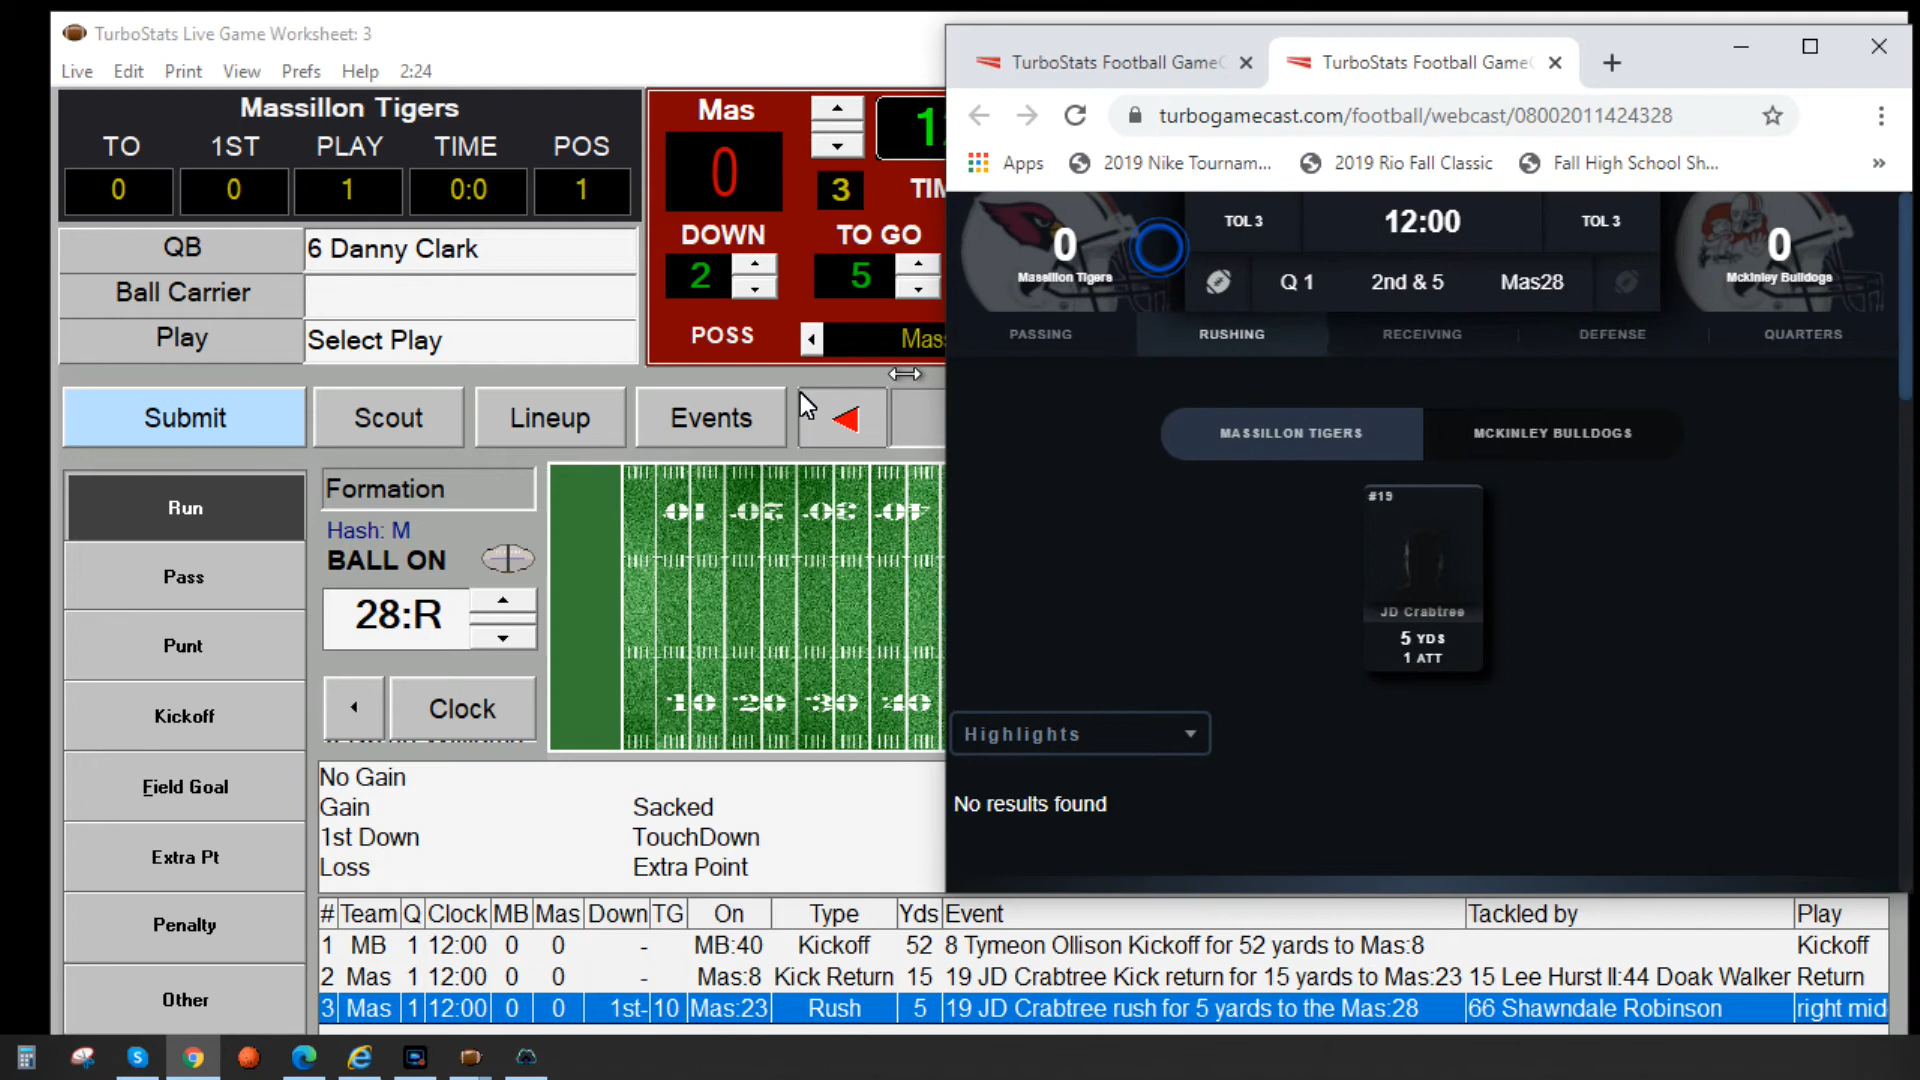 TurboStats Live Game Worksheet: 3
Live Edit Print View Prefs Help 2:24
Massillon Tigers
TO 1ST PLAY TIME POS
0 0 1 0:0 1
QB 6 Danny Clark
Ball Carrier
Play Select Play
Mas
0
3
DOWN TO GO
2 5
POSS Mas
Submit Scout Lineup Events
Run
Pass
Punt
Kickoff
Field Goal
Extra Pt
Penalty
Other
Formation
Hash: M
BALL ON
28:R
Clock
10 20 30 40
10 20 30 40
No Gain
Gain Sacked
1st Down TouchDown
Loss Extra Point
TurboStats Football Game
TurboStats Football Game
turbogamecast.com/football/webcast/08002011424328
Apps 2019 Nike Tournam... 2019 Rio Fall Classic Fall High School Sh...
0 TOL 3 12:00 TOL 3 0
Massillon Tigers Q 1 2nd & 5 Mas28 Mckinley Bulldogs
PASSING RUSHING RECEIVING DEFENSE QUARTERS
MASSILLON TIGERS MCKINLEY BULLDOGS
#19
JD Crabtree
5 YDS
1 ATT
Highlights
No results found
# Team Q Clock MB Mas Down TG On Type Yds Event Tackled by Play
1 MB 1 12:00 0 0 - MB:40 Kickoff 52 8 Tymeon Ollison Kickoff for 52 yards to Mas:8 Kickoff
2 Mas 1 12:00 0 0 - Mas:8 Kick Return 15 19 JD Crabtree Kick return for 15 yards to Mas:23 15 Lee Hurst II:44 Doak Walker Return
3 Mas 1 12:00 0 0 1st- 10 Mas:23 Rush 5 19 JD Crabtree rush for 5 yards to the Mas:28 66 Shawndale Robinson right mid